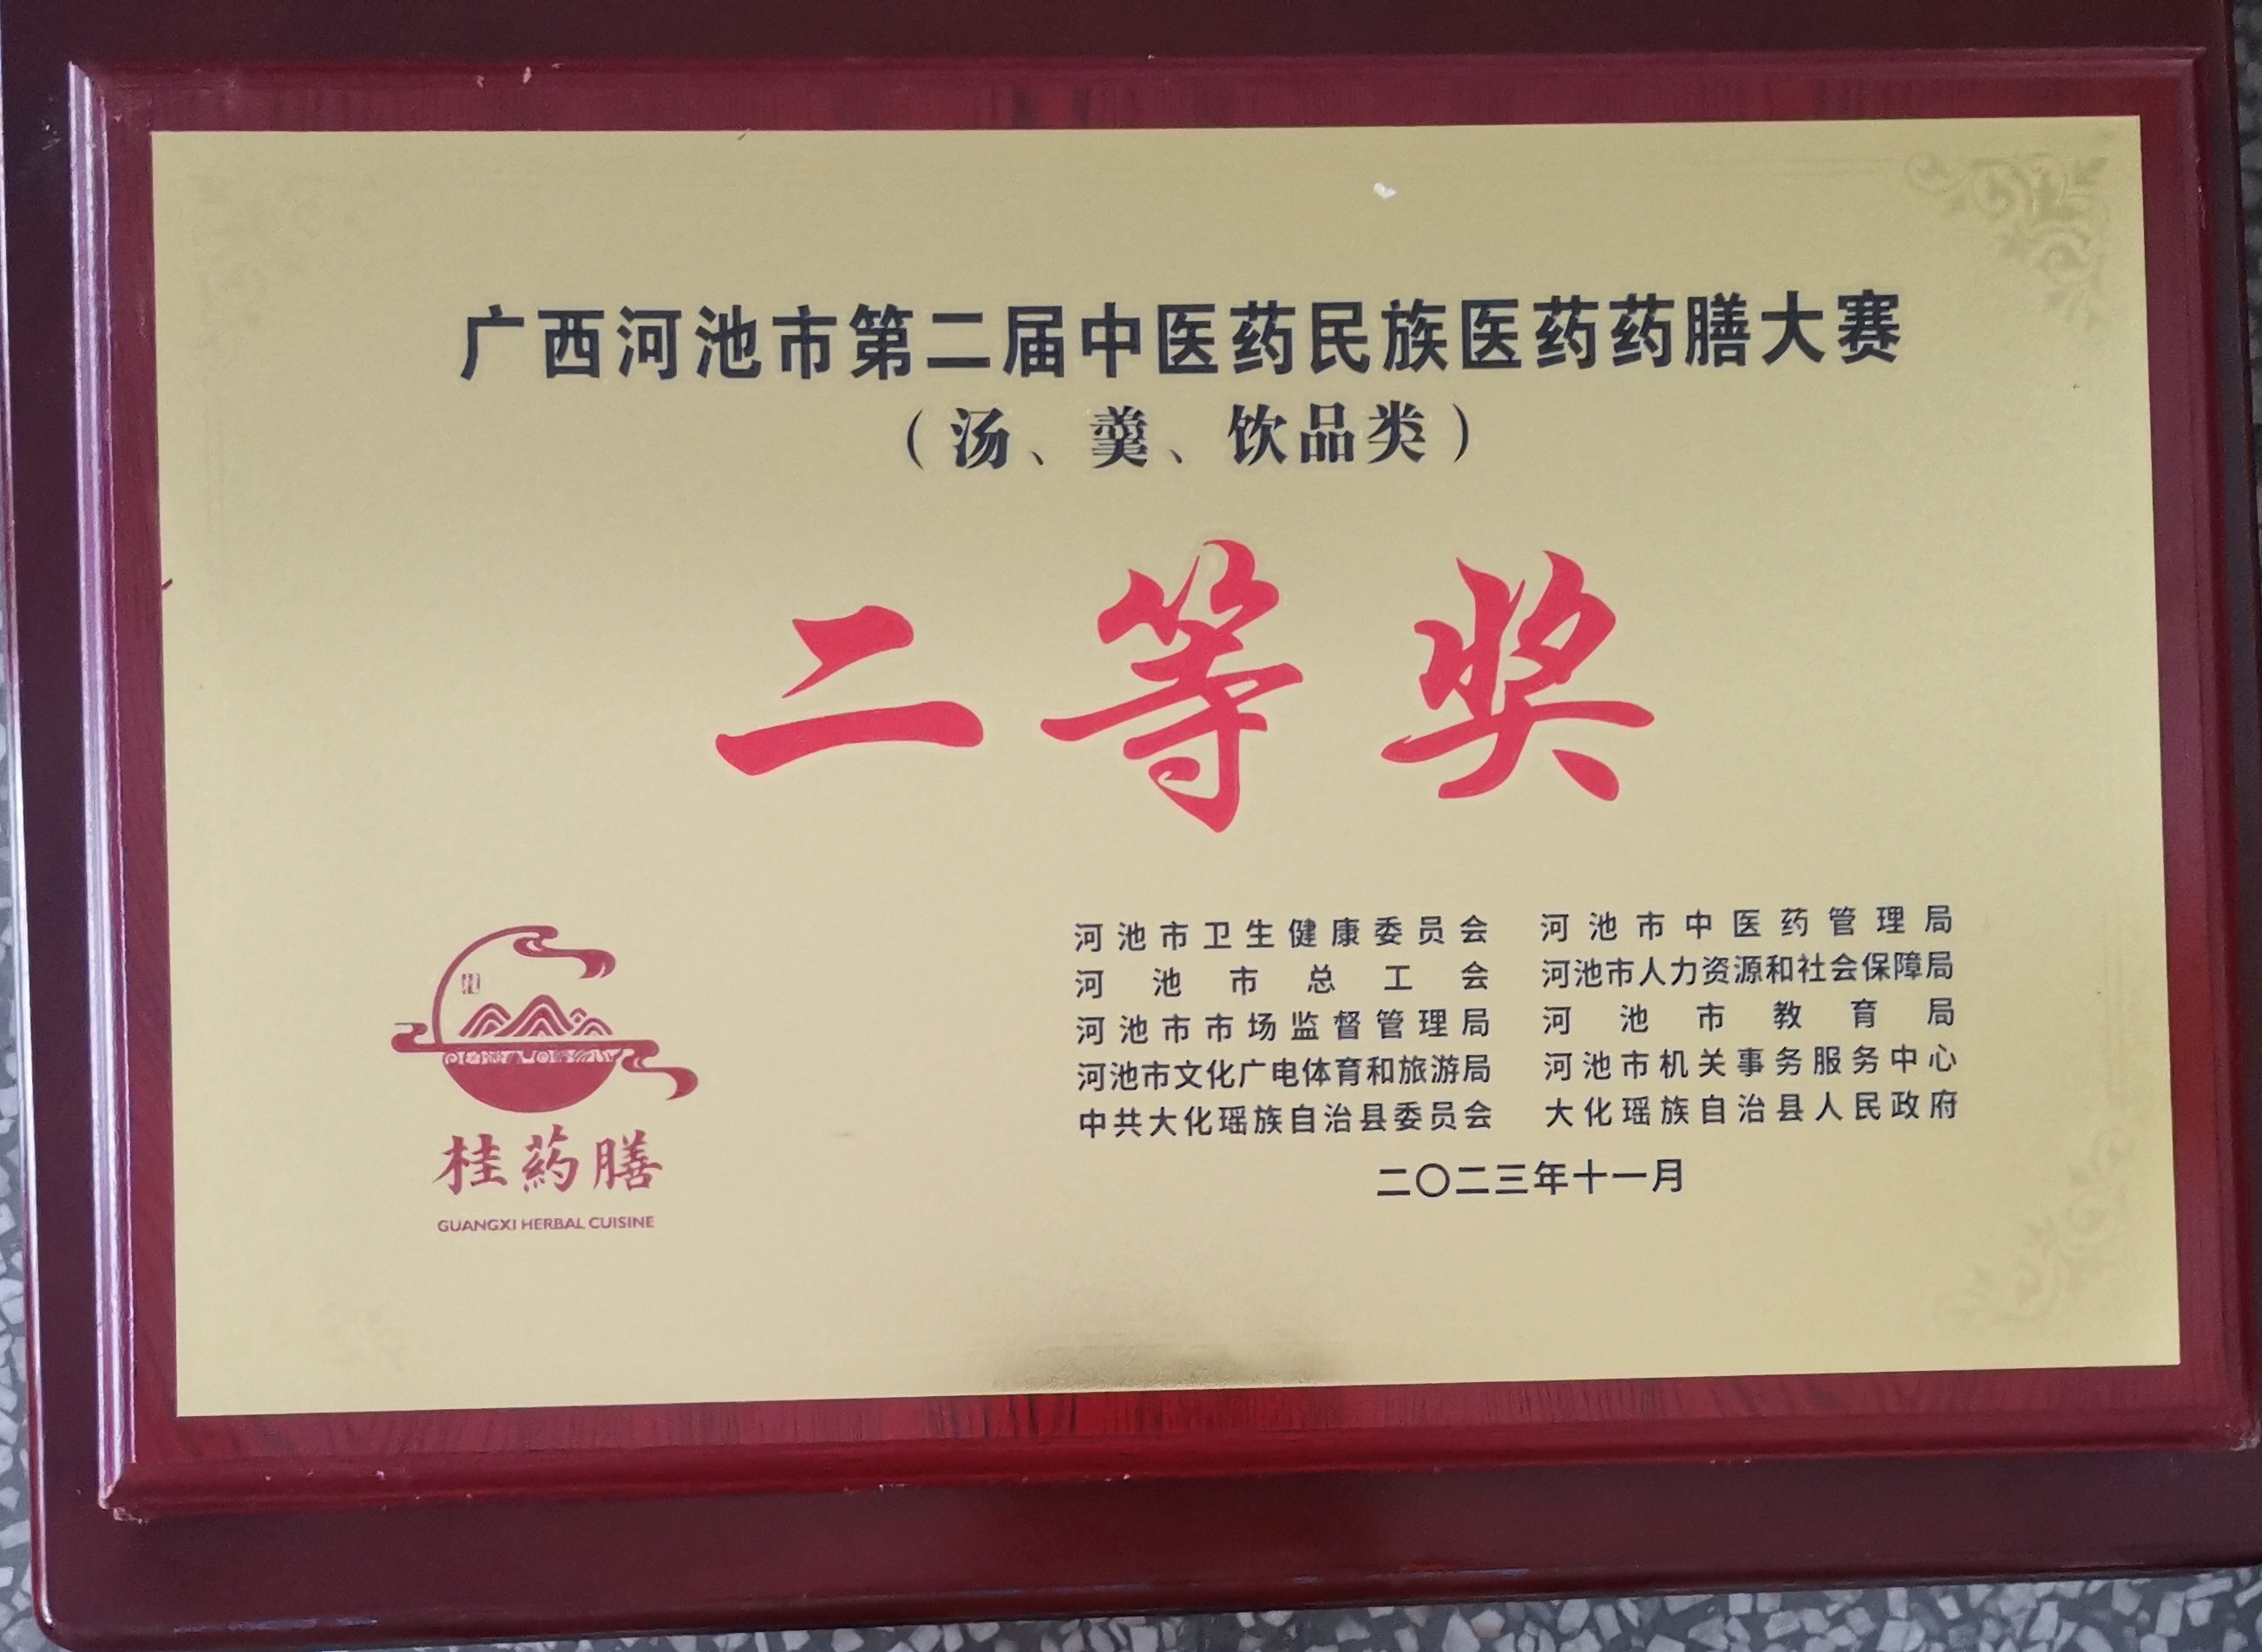 广西河池市第二届中医药民族医药药膳大赛
（汤、羹、饮品类）
二等奖
河池市卫生健康委员会 河池市中医药管理局
河池市总工会 河池市人力资源和社会保障局
河池市市场监督管理局 河池市教育局
河池市文化广电体育和旅游局 河池市机关事务服务中心
中共大化瑶族自治县委员会 大化瑶族自治县人民政府
二〇二三年十一月
桂
桂药膳
GUANGXI HERBAL CUISINE